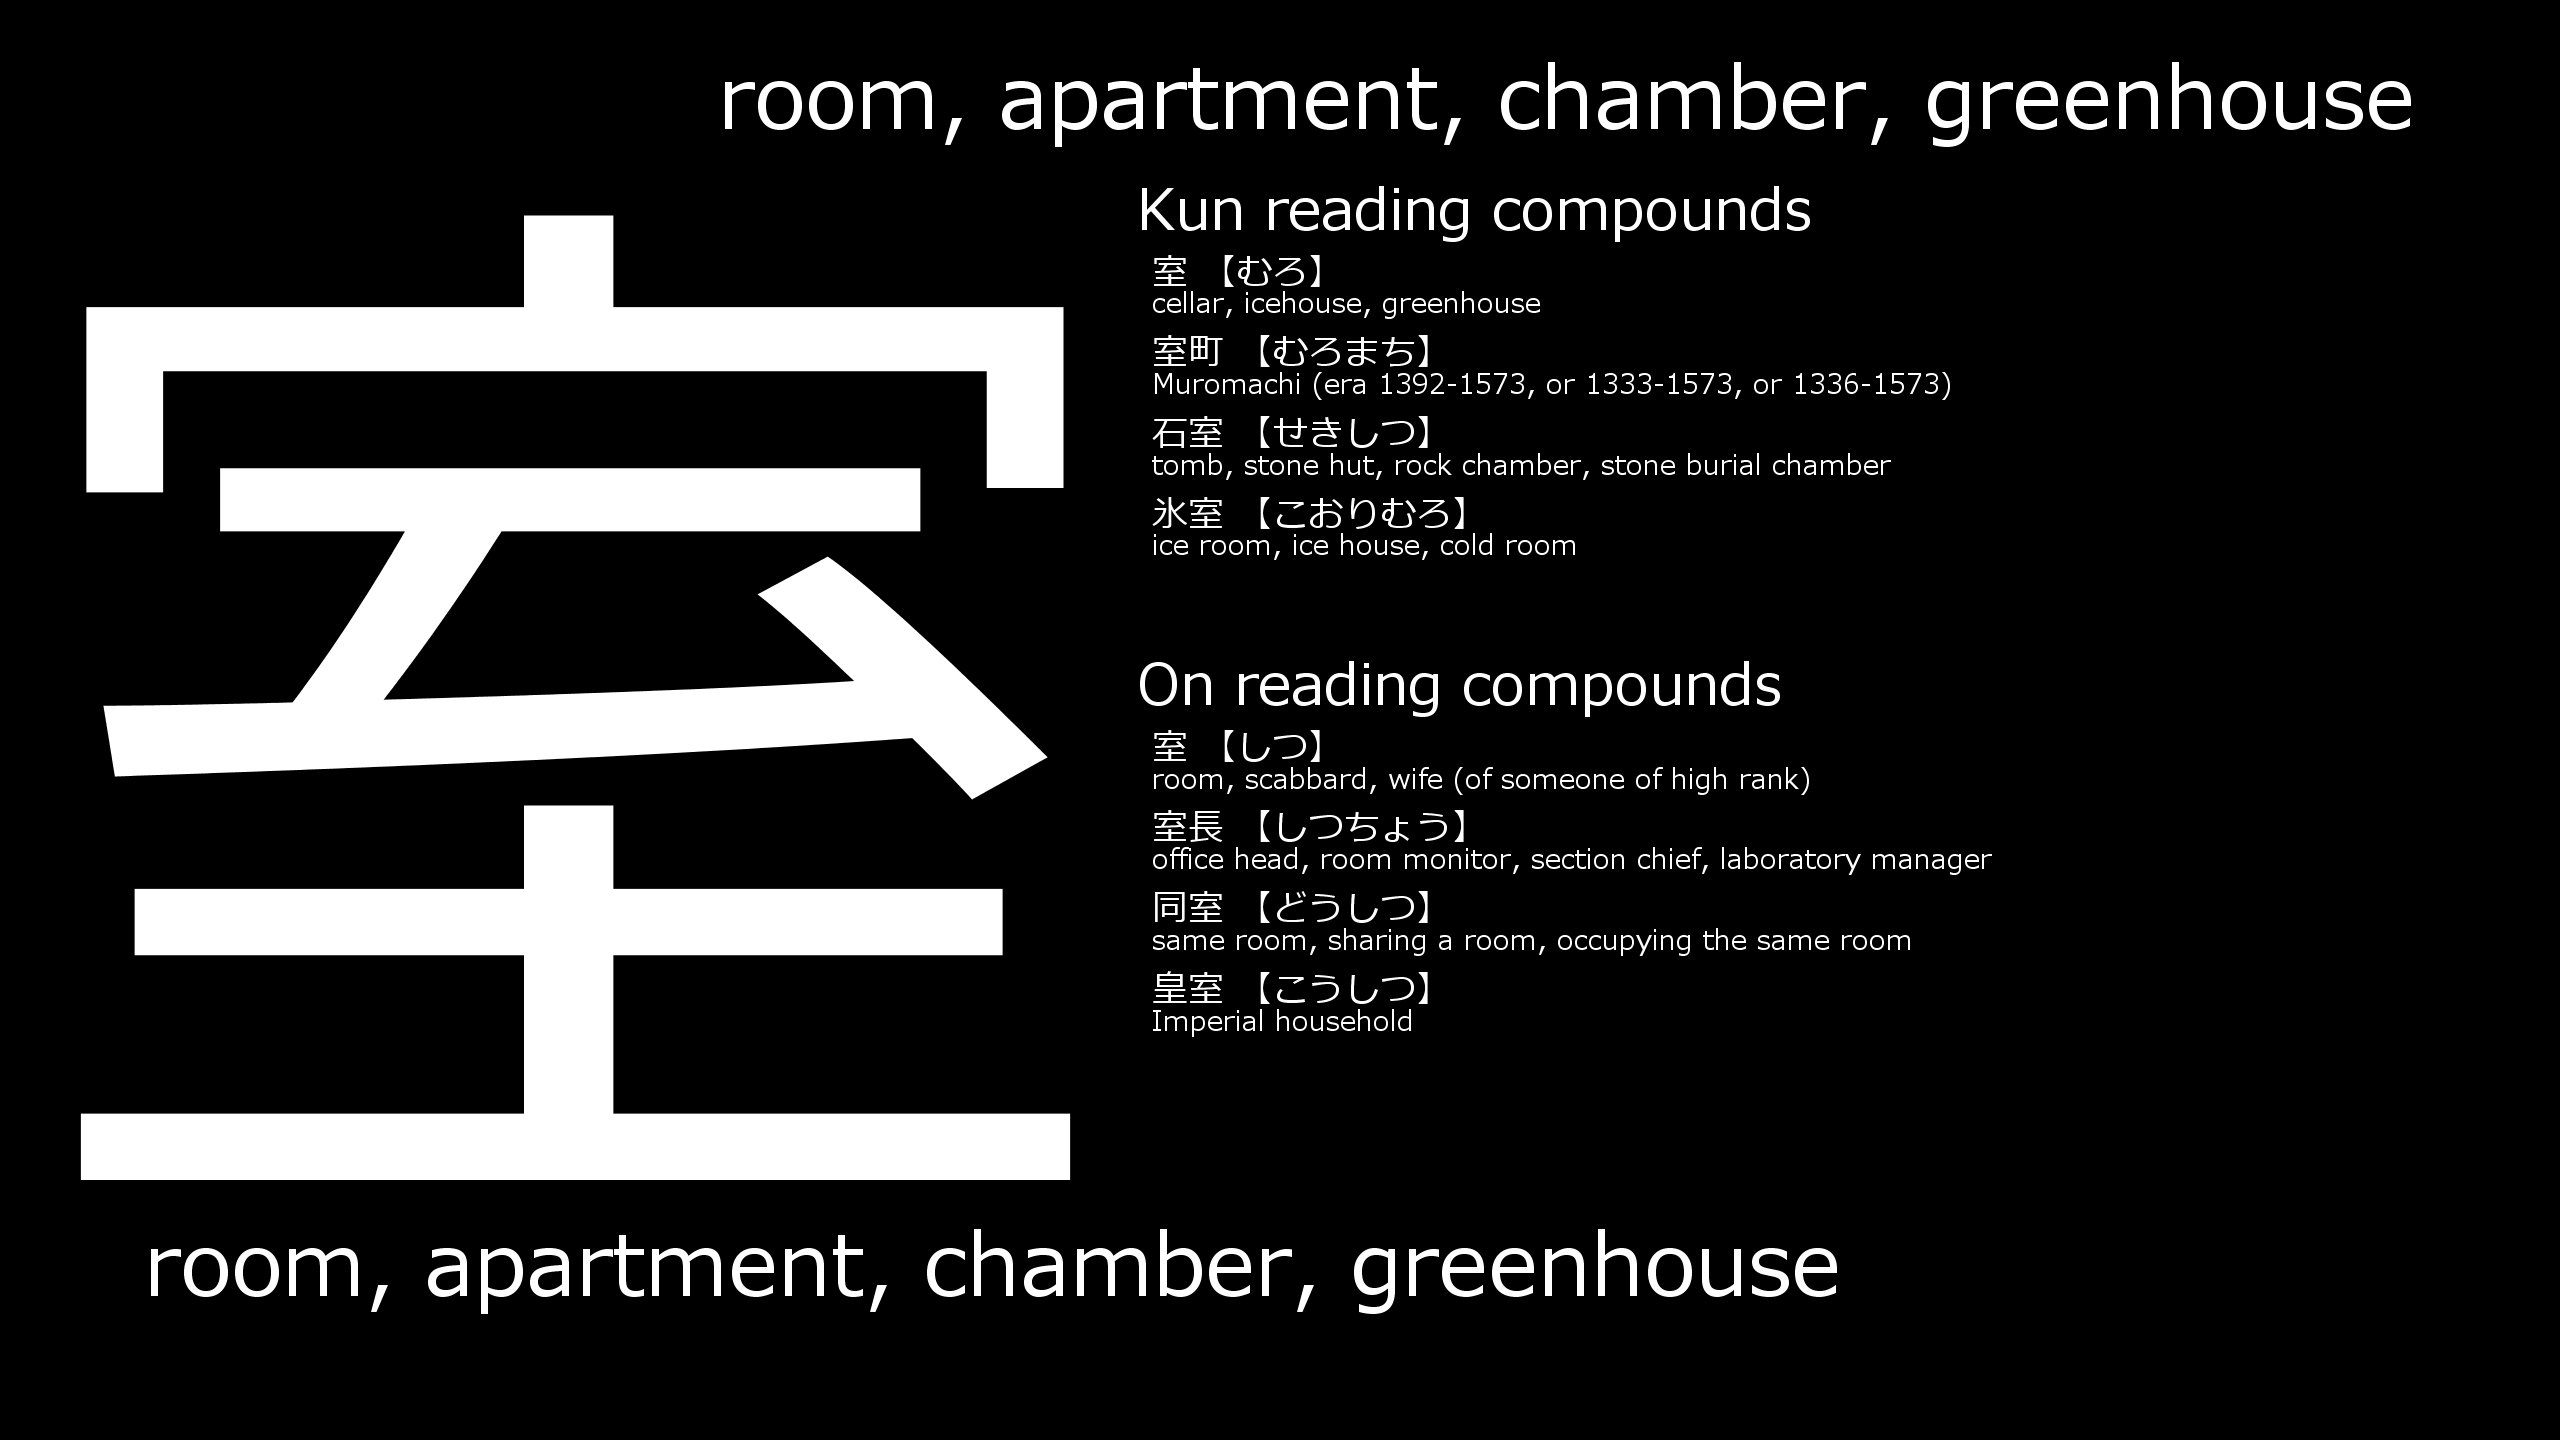 room, apartment, chamber, greenhouse
室
Kun reading compounds
室 【むろ】
cellar, icehouse, greenhouse
室町 【むろまち】
Muromachi (era 1392-1573, or 1333-1573, or 1336-1573)
石室 【せきしつ】
tomb, stone hut, rock chamber, stone burial chamber
氷室 【こおりむろ】
ice room, ice house, cold room
On reading compounds
室 【しつ】
room, scabbard, wife (of someone of high rank)
室長 【しつちょう】
office head, room monitor, section chief, laboratory manager
同室 【どうしつ】
same room, sharing a room, occupying the same room
皇室 【こうしつ】
Imperial household
room, apartment, chamber, greenhouse